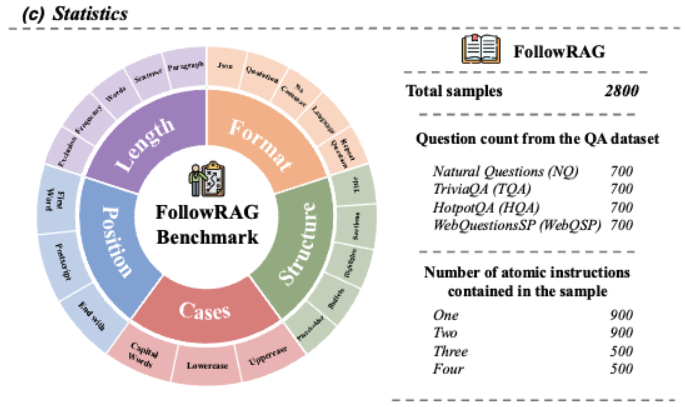 (c) Statistics
Length
Exclusion
Frequency
Words
Sentence
Paragraph
Format
Json
Quotation
No
Commas
Language
Repeat
Question
Structure
Title
Sections
Highlights
Bullets
Placeholder
Cases
Uppercase
Lowercase
Capital
Words
Position
End with
Postscript
First
Word
FollowRAG
Benchmark
FollowRAG
Total samples 2800
Question count from the QA dataset
Natural Questions (NQ) 700
TriviaQA (TQA) 700
HotpotQA (HQA) 700
WebQuestionsSP (WebQSP) 700
Number of atomic instructions
contained in the sample
One 900
Two 900
Three 500
Four 500